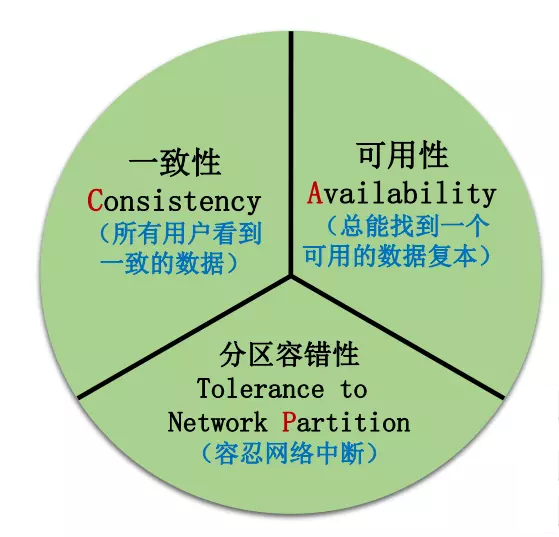 一致性
Consistency
（所有用户看到
一致的数据）
可用性
Availability
（总能找到一个
可用的数据复本）
分区容错性
Tolerance to
Network Partition
（容忍网络中断）